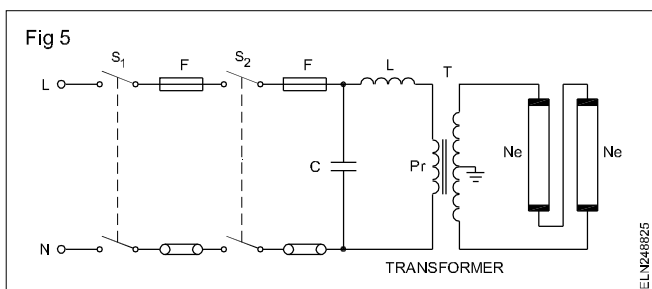 Fig 5
S1 F S2 F L T
L
C Pr Ne Ne
N
TRANSFORMER
ELN248825